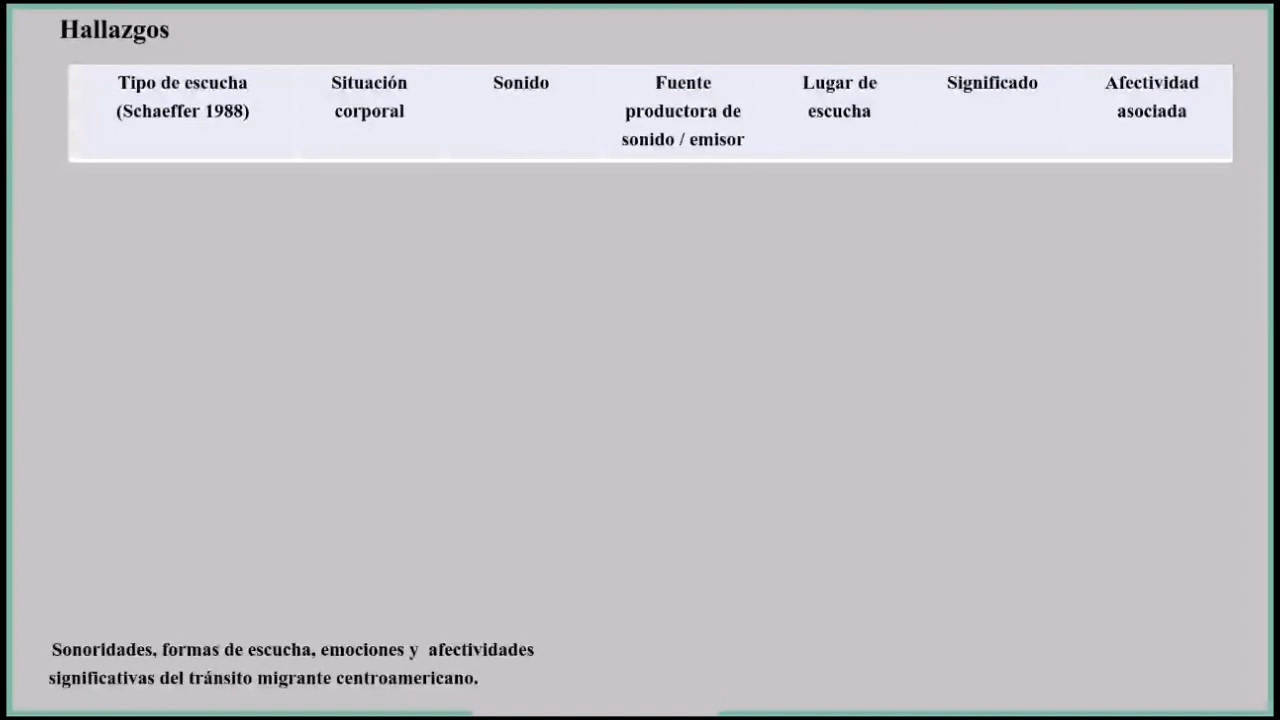 Hallazgos
Tipo de escucha
(Schaeffer 1988)
Situación
corporal
Sonido
Fuente
productora de
sonido / emisor
Lugar de
escucha
Significado
Afectividad
asociada
Sonoridades, formas de escucha, emociones y afectividades
significativas del tránsito migrante centroamericano.